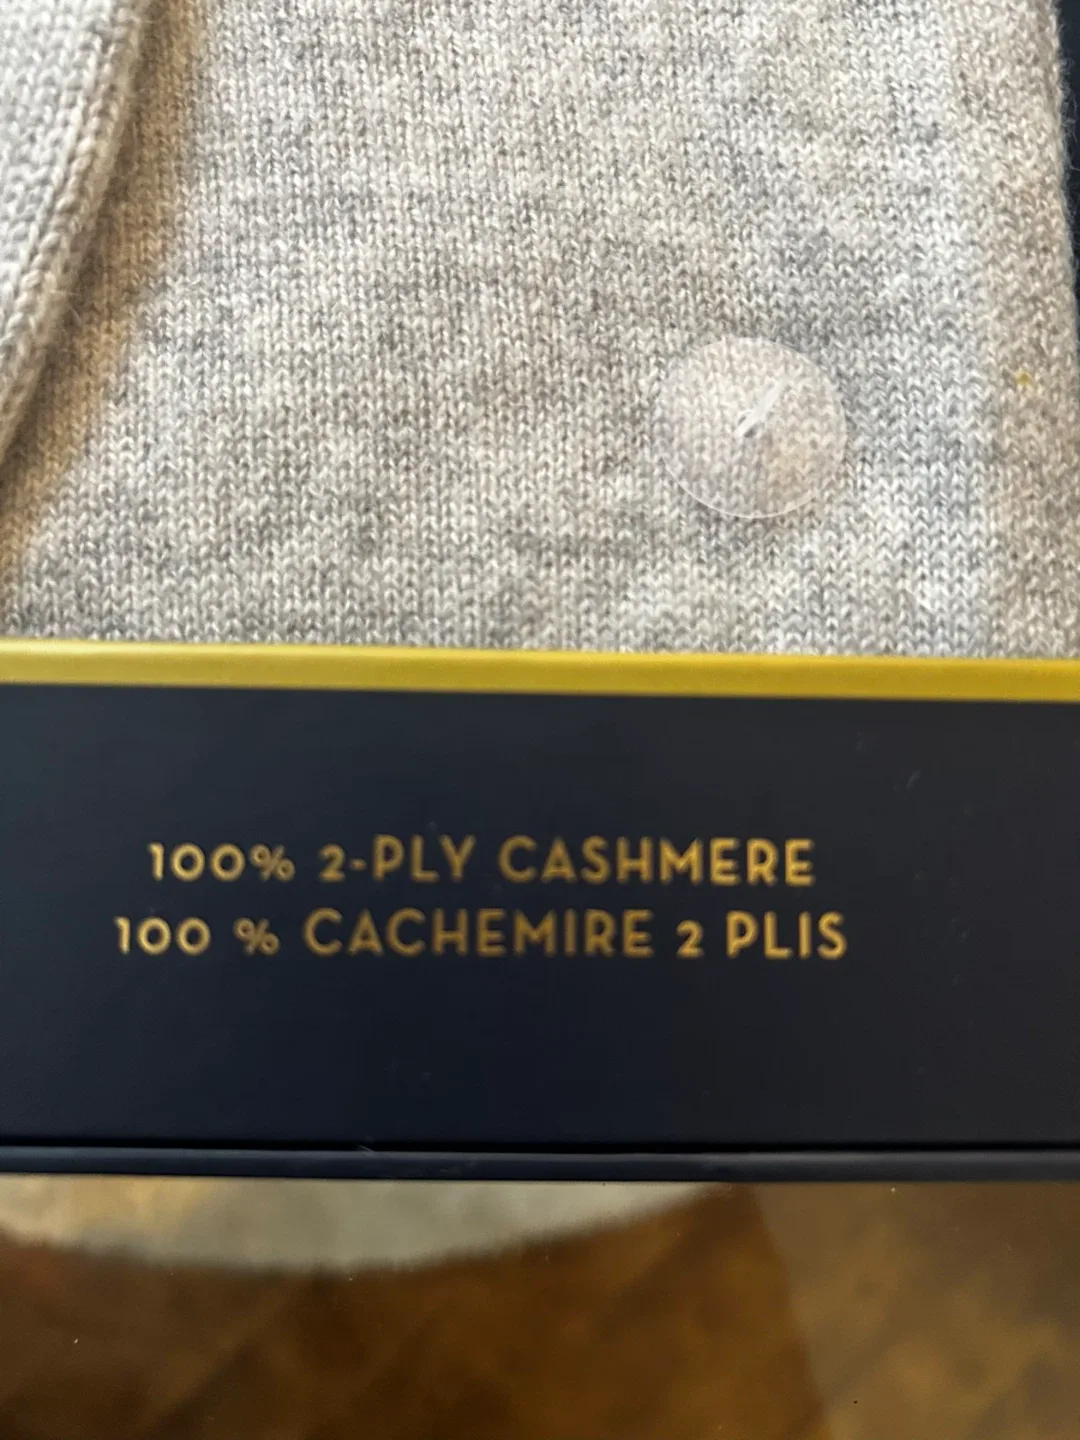 100% 2-PLY CASHMERE
100 % CACHEMIRE 2 PLIS